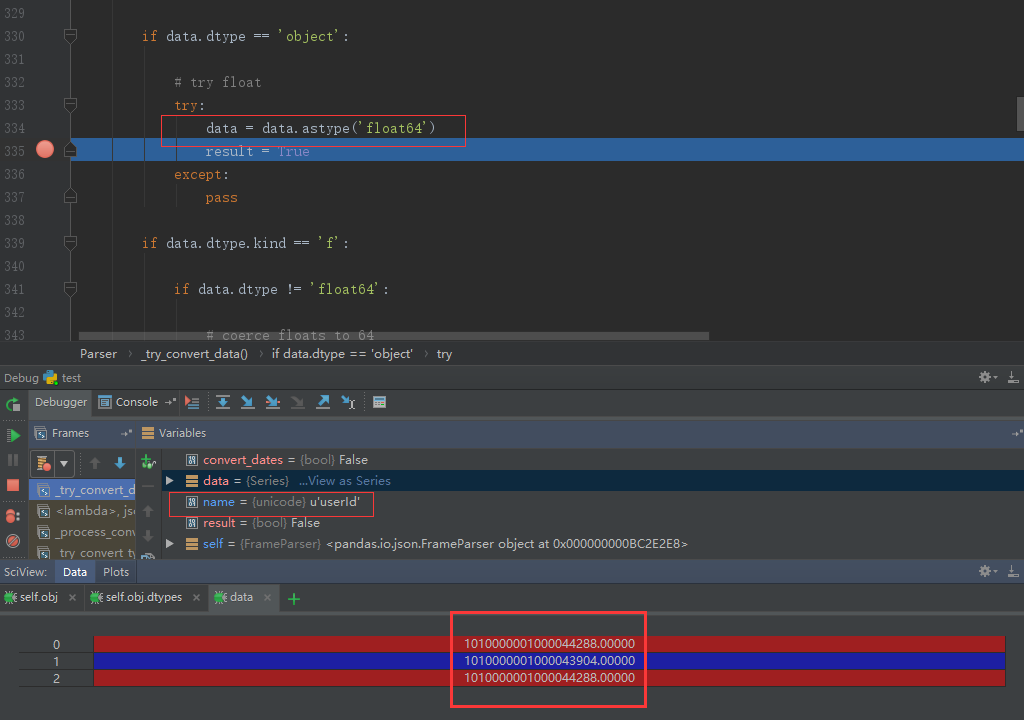 329
330 if data.dtype == 'object':
331
332 # try float
333 try:
334 data = data.astype('float64')
335 result = True
336 except:
337 pass
338
339 if data.dtype.kind == 'f':
340
341 if data.dtype != 'float64':
342
343 # coerce floats to 64
Parser › _try_convert_data() › if data.dtype == 'object' › try
Debug test
Debugger Console
Frames Variables
convert_dates = {bool} False
data = {Series} ...View as Series
_try_convert_d name = {unicode} u'userId'
<lambda>, jso result = {bool} False
_process_conv self = {FrameParser} <pandas.io.json.FrameParser object at 0x000000000BC2E2E8>
try convert ty
SciView: Data Plots
self.obj × self.obj.dtypes × data ×
0 1010000001000044288.00000
1 1010000001000043904.00000
2 1010000001000044288.00000